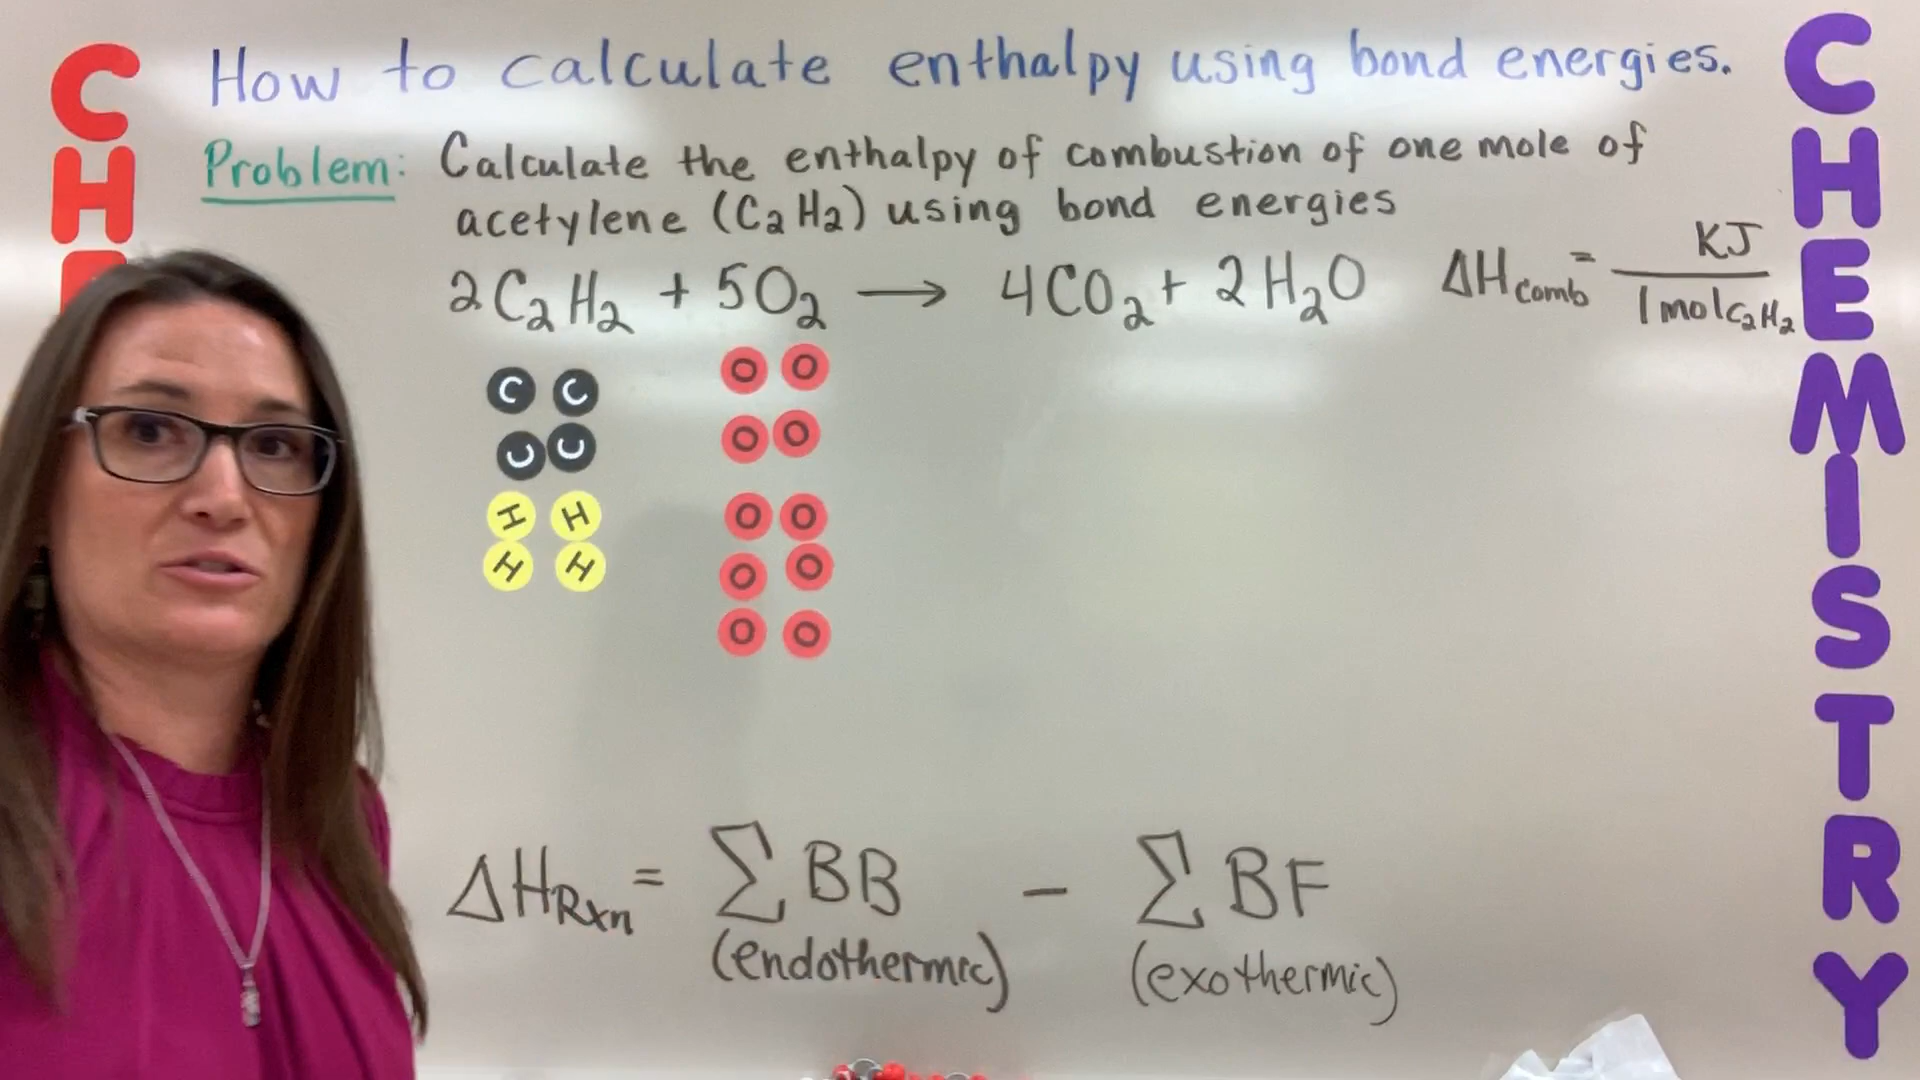 How to calculate enthalpy using bond energies.
Problem: Calculate the enthalpy of combustion of one mole of
acetylene (C₂H₂) using bond energies
2C₂H₂ + 5O₂ → 4CO₂ + 2H₂O
ΔHcomb = KJ / 1molC₂H₂
C C
C C
H H
H H
O O
O O
O O
O O
O O
ΔHRxn = ∑BB - ∑BF
(endothermic) (exothermic)
CH
CHEMISTRY